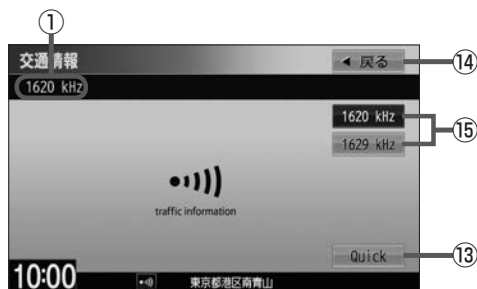 ①
交通情報
◀ 戻る
⑭
1620 kHz
1620 kHz
⑮
1629 kHz
traffic information
Quick
⑬
10:00
東京都港区南青山